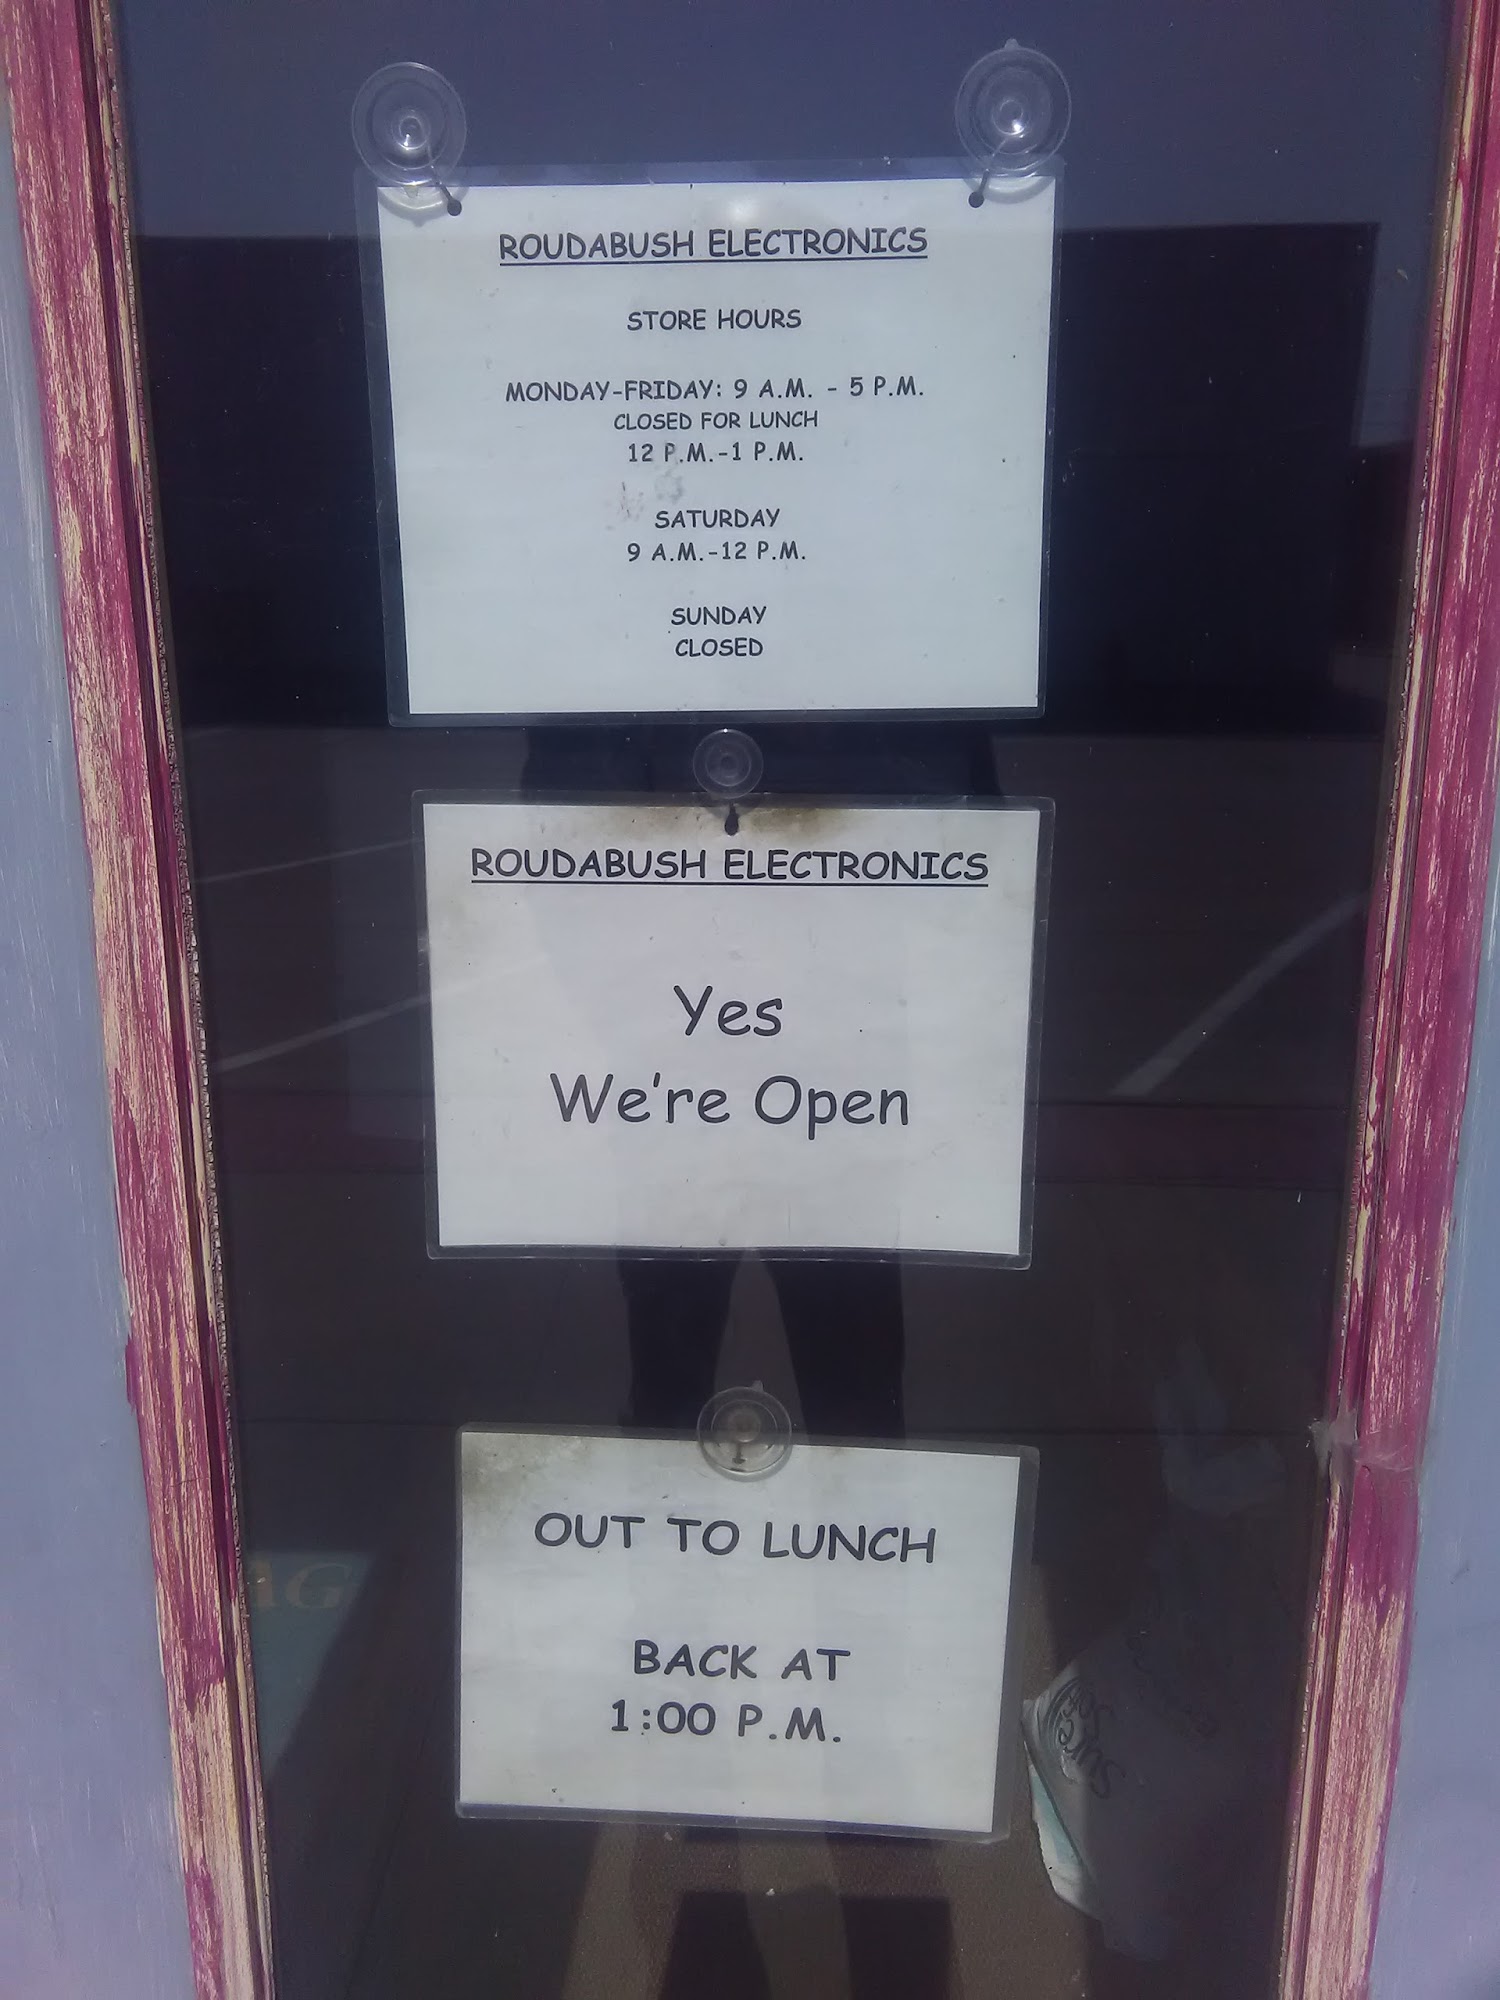 ROUDABUSH ELECTRONICS
STORE HOURS
MONDAY-FRIDAY: 9 A.M. - 5 P.M.
CLOSED FOR LUNCH
12 P.M.-1 P.M.
SATURDAY
9 A.M.-12 P.M.
SUNDAY
CLOSED
ROUDABUSH ELECTRONICS
Yes
We're Open
OUT TO LUNCH
BACK AT
1:00 P.M.